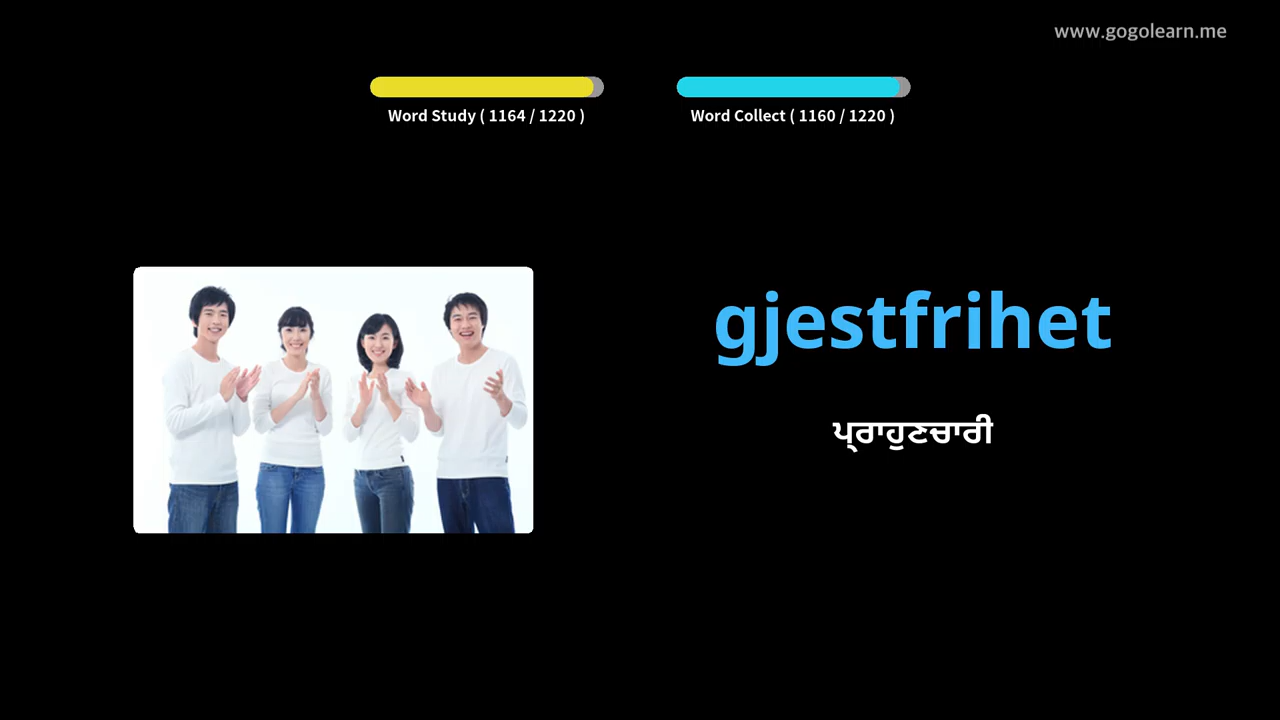 www.gogolearn.me
Word Study ( 1164 / 1220 )
Word Collect ( 1160 / 1220 )
gjestfrihet
ਪ੍ਰਾਹੁਣਚਾਰੀ